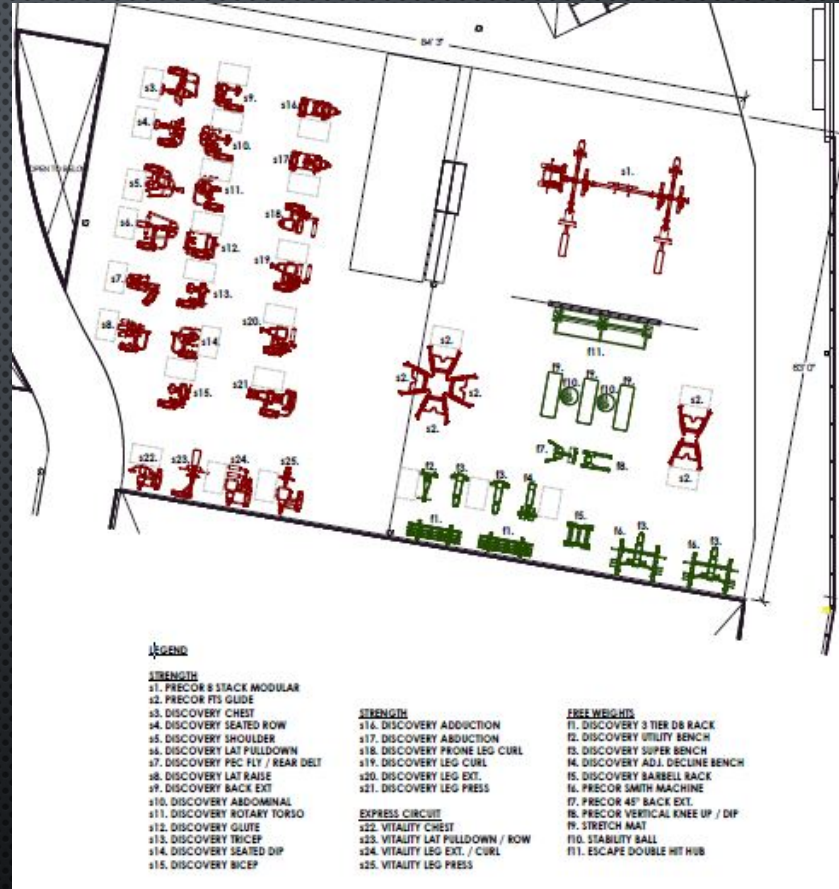 84' 3"
s3.
s9.
s16.
s4.
s10.
s17.
s1.
OPEN TO BELOW
s5.
s11.
s18.
s6.
s12.
s19.
s7.
s13.
s20.
s8.
s14.
s2.
f11.
63' 0"
s15.
s21.
s2.
s2.
s2.
f9.
f9.
f9.
f10.
f10.
s2.
f7.
f8.
s22.
s23.
s24.
s25.
f2.
f3.
f3.
f4.
s2.
f1.
f1.
f5.
f6.
f3.
f6.
f3.
LEGEND
STRENGTH
s1. PRECOR 8 STACK MODULAR
s2. PRECOR FTS GLIDE
s3. DISCOVERY CHEST
s4. DISCOVERY SEATED ROW
s5. DISCOVERY SHOULDER
s6. DISCOVERY LAT PULLDOWN
s7. DISCOVERY PEC FLY / REAR DELT
s8. DISCOVERY LAT RAISE
s9. DISCOVERY BACK EXT
s10. DISCOVERY ABDOMINAL
s11. DISCOVERY ROTARY TORSO
s12. DISCOVERY GLUTE
s13. DISCOVERY TRICEP
s14. DISCOVERY SEATED DIP
s15. DISCOVERY BICEP
STRENGTH
s16. DISCOVERY ADDUCTION
s17. DISCOVERY ABDUCTION
s18. DISCOVERY PRONE LEG CURL
s19. DISCOVERY LEG CURL
s20. DISCOVERY LEG EXT.
s21. DISCOVERY LEG PRESS
EXPRESS CIRCUIT
s22. VITALITY CHEST
s23. VITALITY LAT PULLDOWN / ROW
s24. VITALITY LEG EXT. / CURL
s25. VITALITY LEG PRESS
FREE WEIGHTS
f1. DISCOVERY 3 TIER DB RACK
f2. DISCOVERY UTILITY BENCH
f3. DISCOVERY SUPER BENCH
f4. DISCOVERY ADJ. DECLINE BENCH
f5. DISCOVERY BARBELL RACK
f6. PRECOR SMITH MACHINE
f7. PRECOR 45° BACK EXT.
f8. PRECOR VERTICAL KNEE UP / DIP
f9. STRETCH MAT
f10. STABILITY BALL
f11. ESCAPE DOUBLE HIT HUB